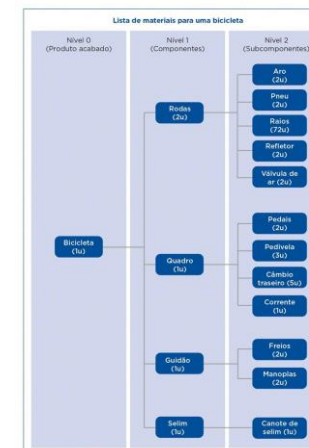 Lista de materiais para uma bicicleta
Nível 0
(Produto acabado)
Nível 1
(Componentes)
Nível 2
(Subcomponentes)
Bicicleta
(1u)
Rodas
(2u)
Aro
(2u)
Pneu
(2u)
Raios
(72u)
Refletor
(2u)
Válvula de
ar (2u)
Quadro
(1u)
Pedais
(2u)
Pedivela
(3u)
Câmbio
traseiro (5u)
Corrente
(1u)
Guidão
(1u)
Freios
(2u)
Manoplas
(2u)
Selim
(1u)
Canote de
selim (1u)